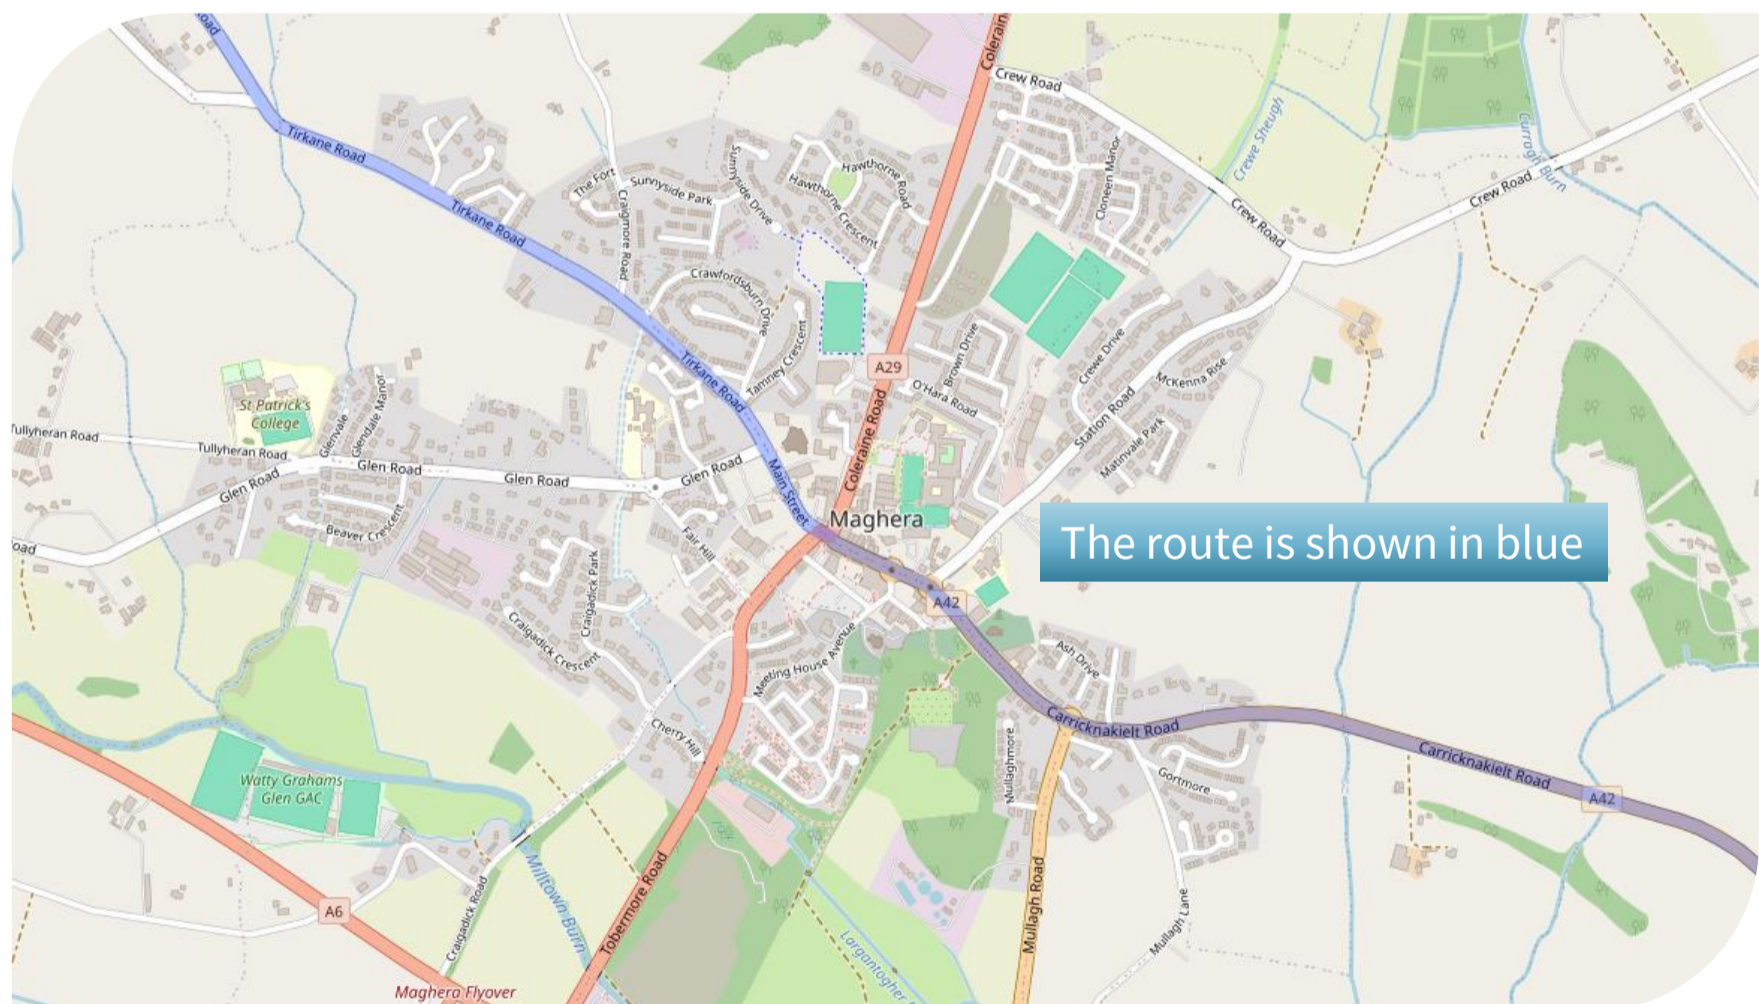 Road
Coleraine
Crew Road
Crewe Sheugh
Curragh Burn
Tirkane Road
Sunnyside Drive
Hawthorne Road
The Fort
Sunnyside Park
Hawthorne Crescent
Cloneen Manor
Crew Road
Tirkane Road
Craigmore Road
Crew Road
Crawfordsburn Drive
Tamney Crescent
Brown Drive
Crewe Drive
A29
McKenna Rise
Tirkane Road
O'Hara Road
St Patrick's
College
Glenvale
Glendale Manor
Coleraine Road
Station Road
Matinvale Park
Tullyheran Road
Tullyheran Road
Glen Road
Glen Road
Glen Road
Glen Road
Main Street
Maghera
Beaver Crescent
Fair Hill
The route is shown in blue
oad
Craigadick Park
A42
Craigadick Crescent
Meeting House Avenue
Ash Drive
Cherry Hill
Carricknakielt Road
Carricknakielt Road
Mullaghmore
Gortmore
A42
Watty Grahams
Glen GAC
Milltown Burn
Tobermore Road
Mullagh Road
Mullagh Lane
A6
Craigadick Road
Largantogher
Maghera Flyover